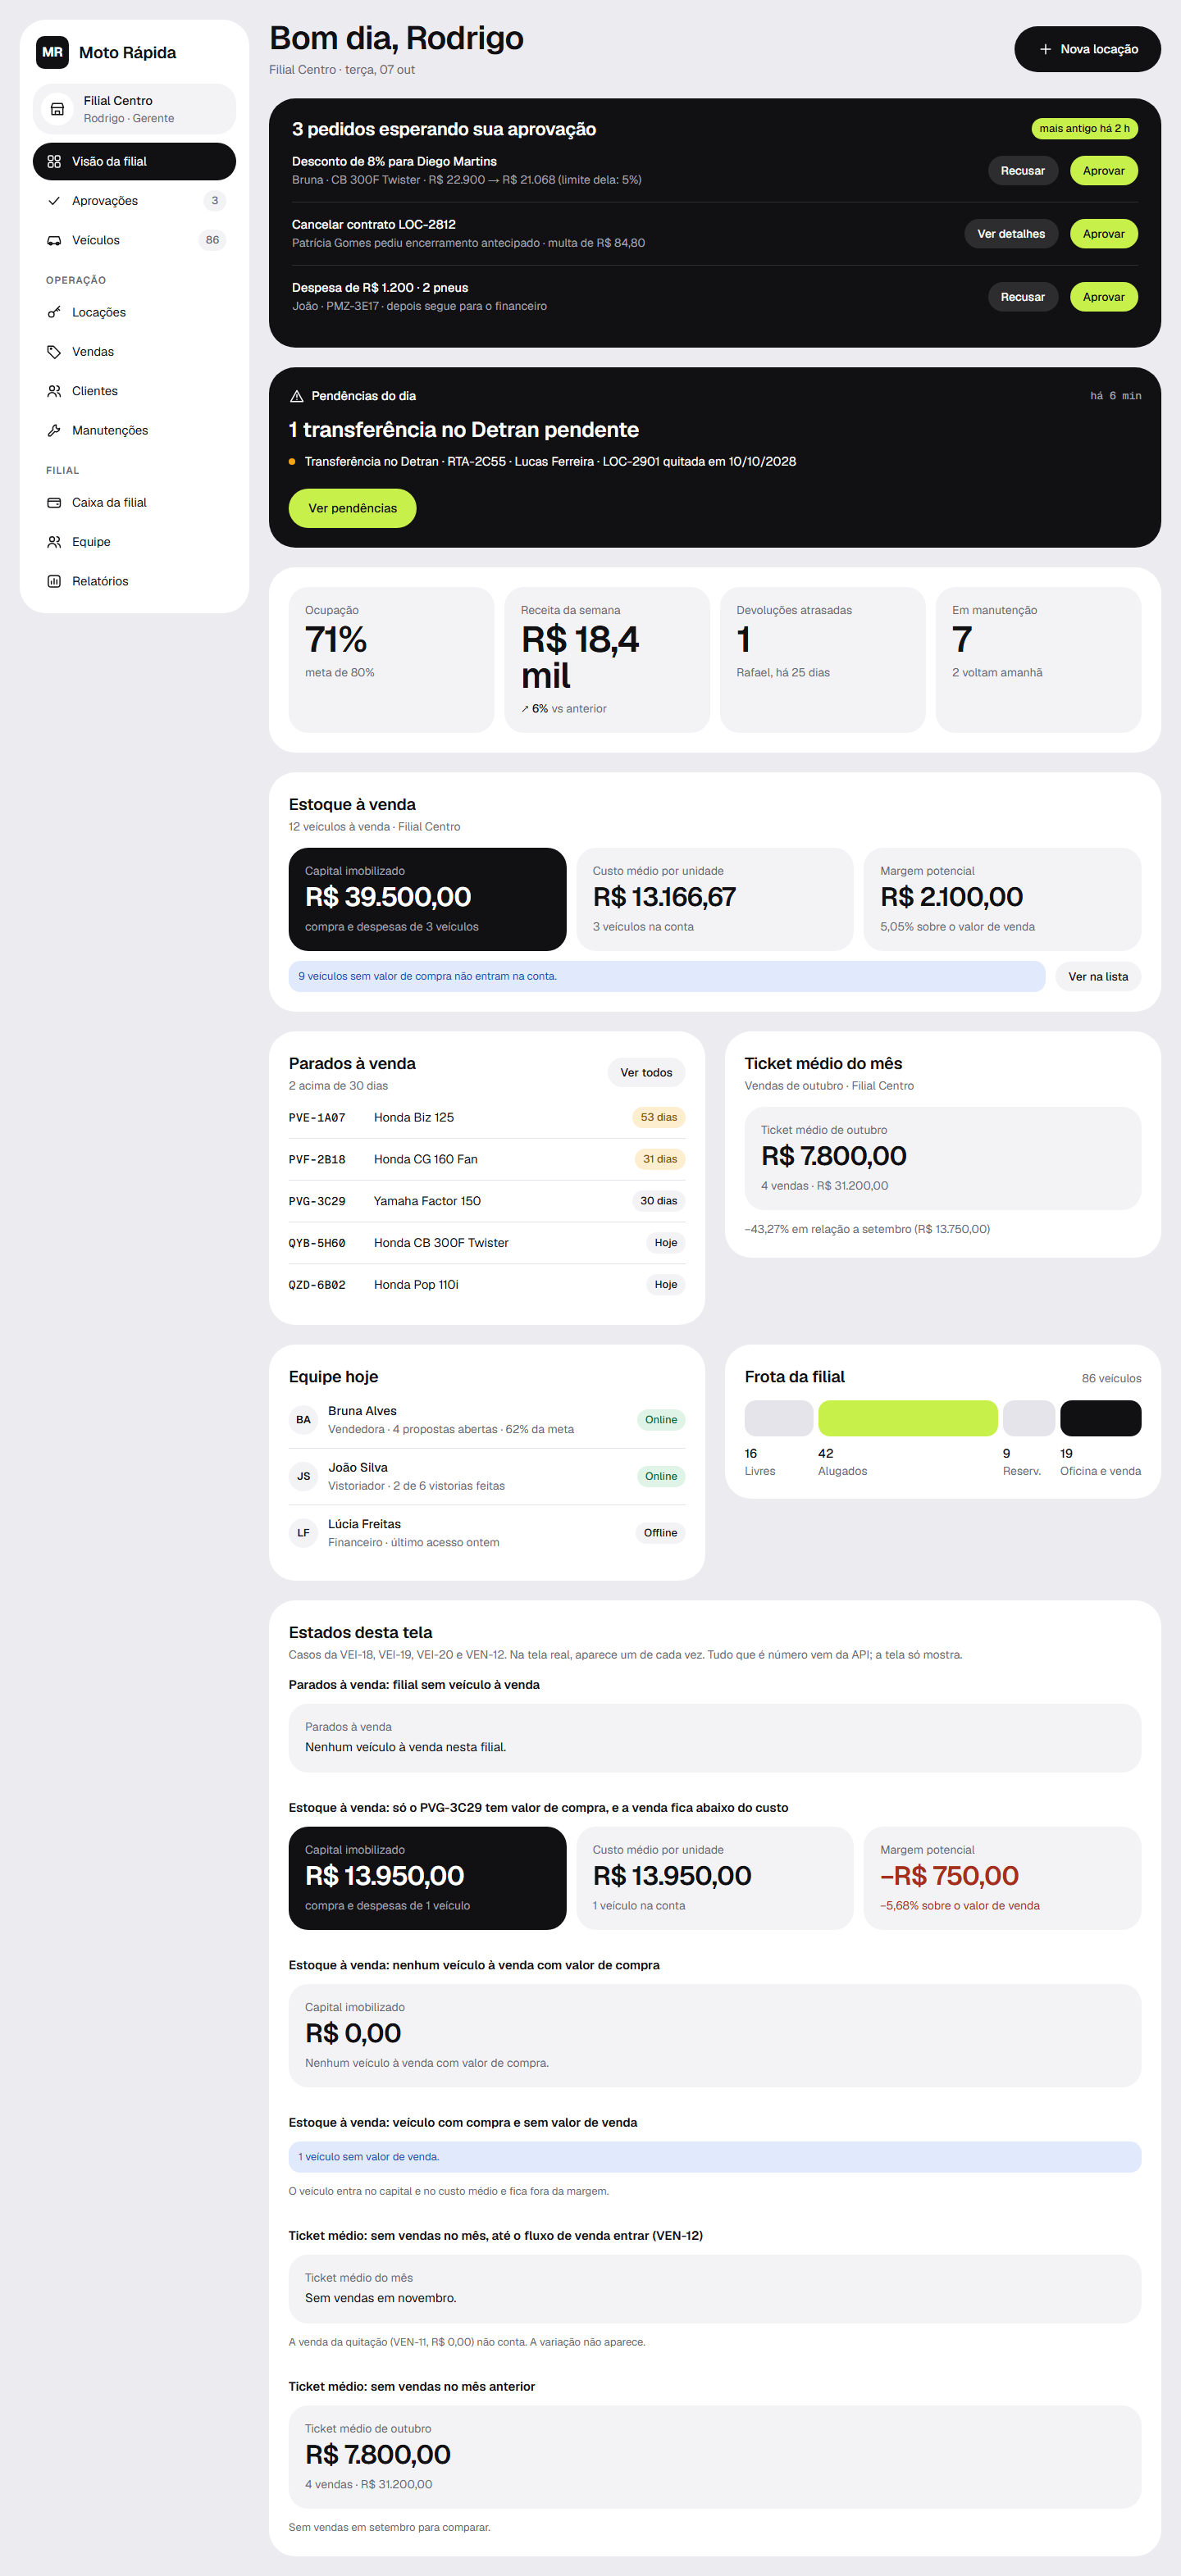 MR Moto Rápida
Filial Centro
Rodrigo · Gerente
Visão da filial
Aprovações 3
Veículos 86
OPERAÇÃO
Locações
Vendas
Clientes
Manutenções
FILIAL
Caixa da filial
Equipe
Relatórios
Bom dia, Rodrigo
Filial Centro · terça, 07 out
Nova locação
3 pedidos esperando sua aprovação
mais antigo há 2 h
Desconto de 8% para Diego Martins
Bruna · CB 300F Twister · R$ 22.900 → R$ 21.068 (limite dela: 5%)
Recusar Aprovar
Cancelar contrato LOC-2812
Patrícia Gomes pediu encerramento antecipado · multa de R$ 84,80
Ver detalhes Aprovar
Despesa de R$ 1.200 · 2 pneus
João · PMZ-3E17 · depois segue para o financeiro
Recusar Aprovar
Pendências do dia
há 6 min
1 transferência no Detran pendente
Transferência no Detran · RTA-2C55 · Lucas Ferreira · LOC-2901 quitada em 10/10/2028
Ver pendências
Ocupação
71%
meta de 80%
Receita da semana
R$ 18,4
mil
↗ 6% vs anterior
Devoluções atrasadas
1
Rafael, há 25 dias
Em manutenção
7
2 voltam amanhã
Estoque à venda
12 veículos à venda · Filial Centro
Capital imobilizado
R$ 39.500,00
compra e despesas de 3 veículos
Custo médio por unidade
R$ 13.166,67
3 veículos na conta
Margem potencial
R$ 2.100,00
5,05% sobre o valor de venda
9 veículos sem valor de compra não entram na conta.
Ver na lista
Parados à venda
2 acima de 30 dias
Ver todos
PVE-1A07 Honda Biz 125 53 dias
PVF-2B18 Honda CG 160 Fan 31 dias
PVG-3C29 Yamaha Factor 150 30 dias
QYB-5H60 Honda CB 300F Twister Hoje
QZD-6B02 Honda Pop 110i Hoje
Ticket médio do mês
Vendas de outubro · Filial Centro
Ticket médio de outubro
R$ 7.800,00
4 vendas · R$ 31.200,00
−43,27% em relação a setembro (R$ 13.750,00)
Equipe hoje
BA Bruna Alves
Vendedora · 4 propostas abertas · 62% da meta
Online
JS João Silva
Vistoriador · 2 de 6 vistorias feitas
Online
LF Lúcia Freitas
Financeiro · último acesso ontem
Offline
Frota da filial
86 veículos
16 42 9 19
Livres Alugados Reserv. Oficina e venda
Estados desta tela
Casos da VEI-18, VEI-19, VEI-20 e VEN-12. Na tela real, aparece um de cada vez. Tudo que é número vem da API; a tela só mostra.
Parados à venda: filial sem veículo à venda
Parados à venda
Nenhum veículo à venda nesta filial.
Estoque à venda: só o PVG-3C29 tem valor de compra, e a venda fica abaixo do custo
Capital imobilizado
R$ 13.950,00
compra e despesas de 1 veículo
Custo médio por unidade
R$ 13.950,00
1 veículo na conta
Margem potencial
−R$ 750,00
−5,68% sobre o valor de venda
Estoque à venda: nenhum veículo à venda com valor de compra
Capital imobilizado
R$ 0,00
Nenhum veículo à venda com valor de compra.
Estoque à venda: veículo com compra e sem valor de venda
1 veículo sem valor de venda.
O veículo entra no capital e no custo médio e fica fora da margem.
Ticket médio: sem vendas no mês, até o fluxo de venda entrar (VEN-12)
Ticket médio do mês
Sem vendas em novembro.
A venda da quitação (VEN-11, R$ 0,00) não conta. A variação não aparece.
Ticket médio: sem vendas no mês anterior
Ticket médio de outubro
R$ 7.800,00
4 vendas · R$ 31.200,00
Sem vendas em setembro para comparar.